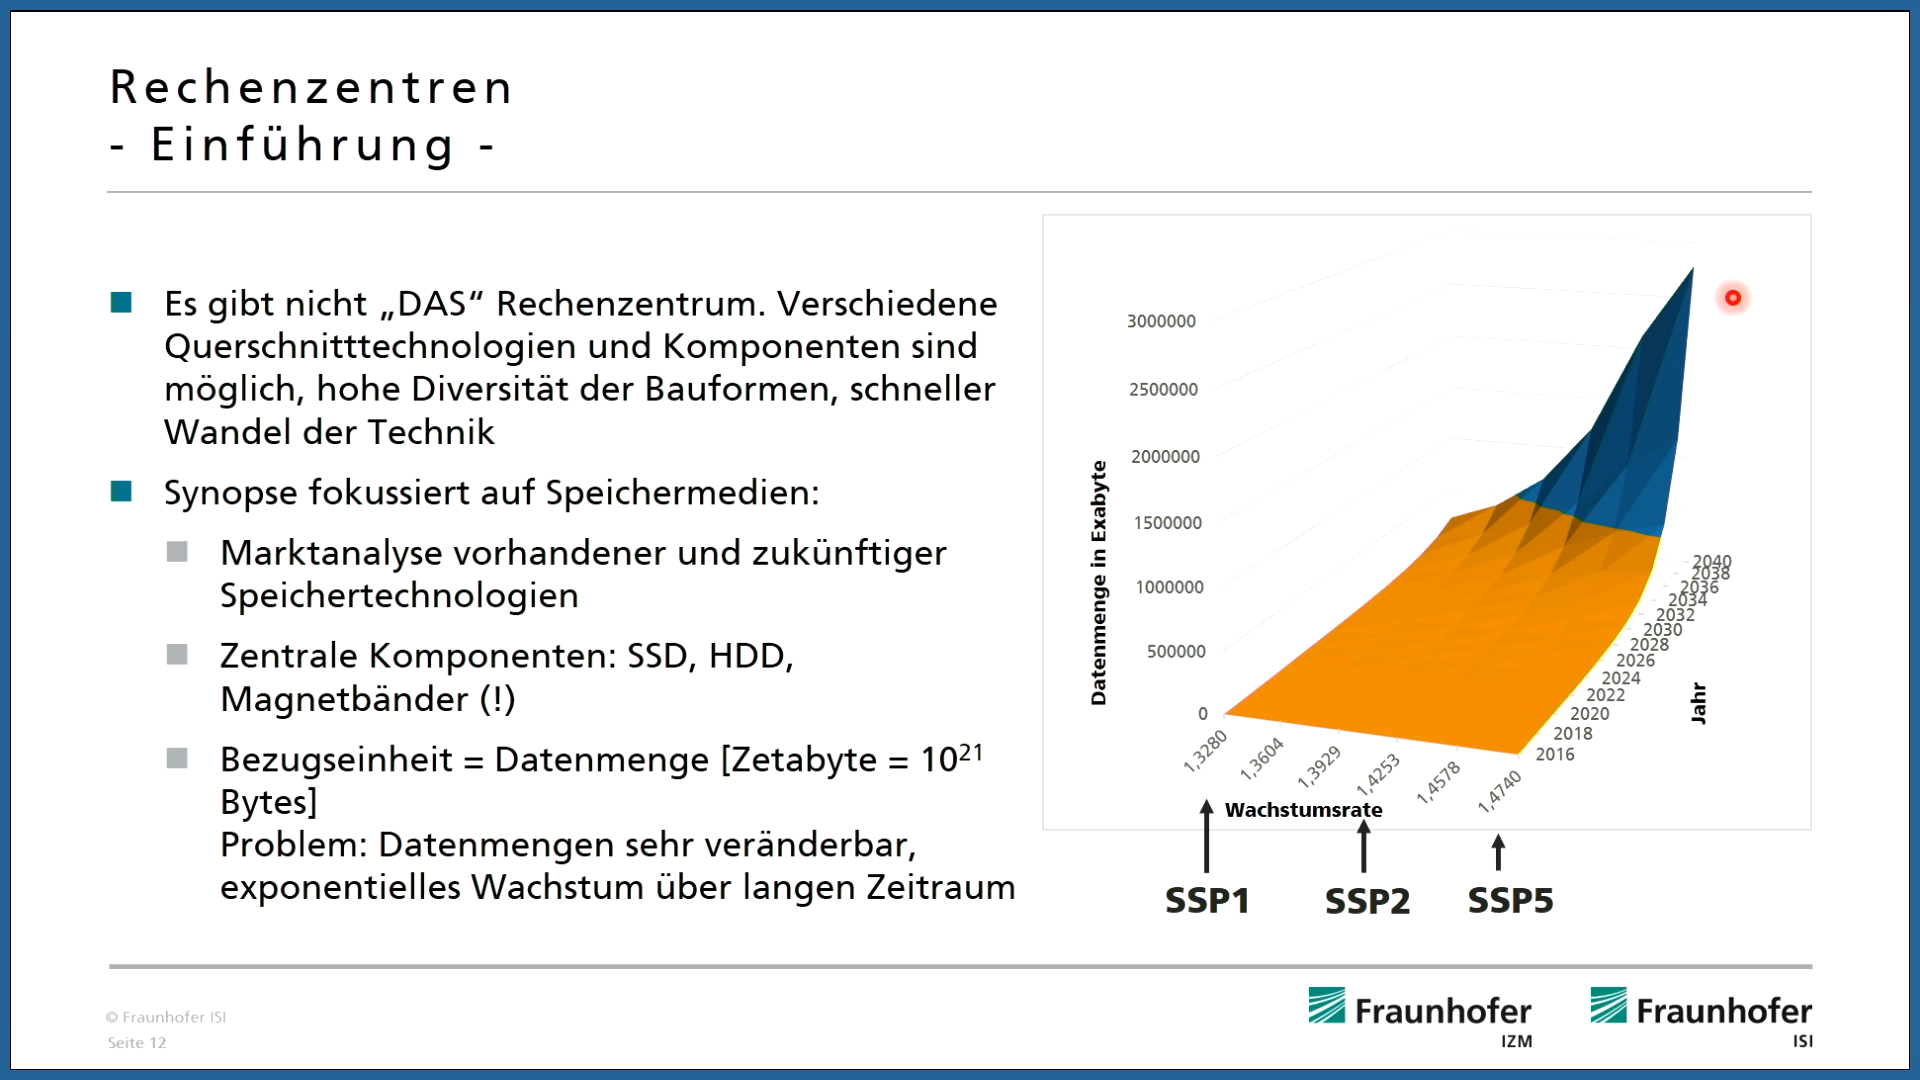 Rechenzentren
- Einführung -
Es gibt nicht „DAS“ Rechenzentrum. Verschiedene
Querschnitttechnologien und Komponenten sind
möglich, hohe Diversität der Bauformen, schneller
Wandel der Technik
Synopse fokussiert auf Speichermedien:
Marktanalyse vorhandener und zukünftiger
Speichertechnologien
Zentrale Komponenten: SSD, HDD,
Magnetbänder (!)
Bezugseinheit = Datenmenge [Zetabyte = 10²¹
Bytes]
Problem: Datenmengen sehr veränderbar,
exponentielles Wachstum über langen Zeitraum
Datenmenge in Exabyte
3000000
2500000
2000000
1500000
1000000
500000
0
1,3280
1,3604
1,3929
1,4253
1,4578
1,4740
Wachstumsrate
2040
2038
2036
2034
2032
2030
2028
2026
2024
2022
2020
2018
2016
Jahr
SSP1
SSP2
SSP5
© Fraunhofer ISI
Seite 12
Fraunhofer
IZM
Fraunhofer
ISI